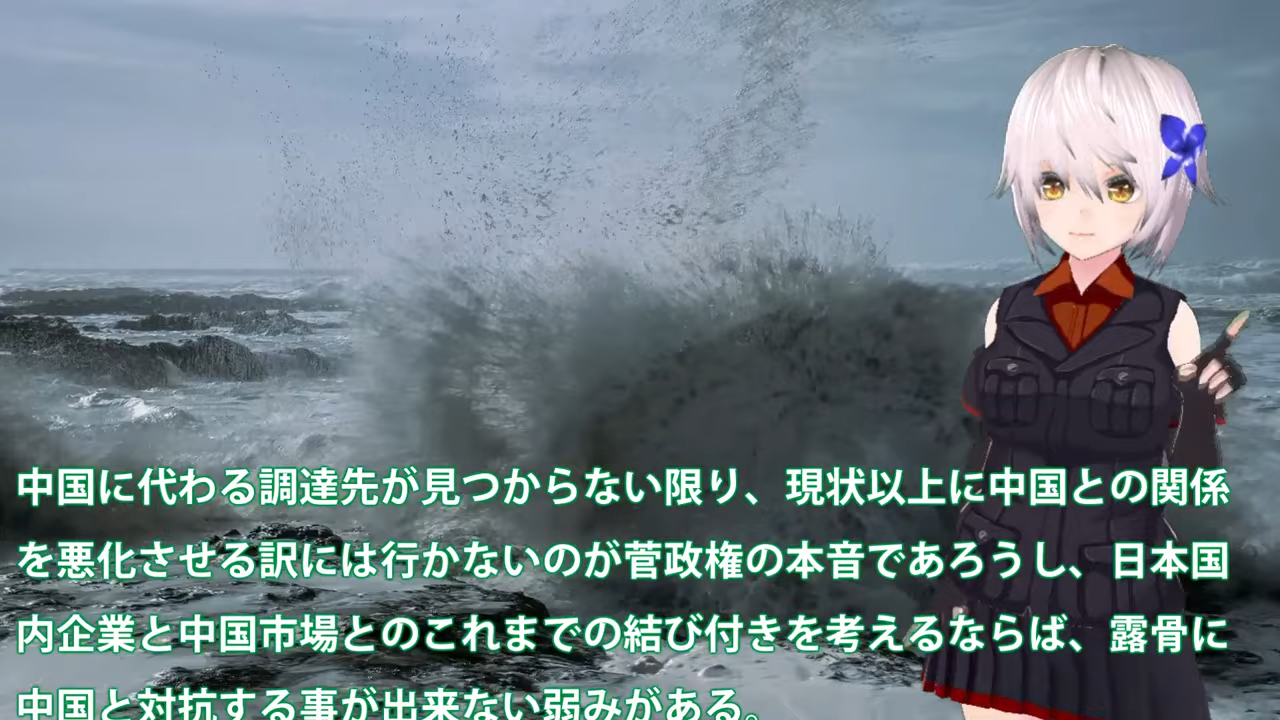 中国に代わる調達先が見つからない限り、現状以上に中国との関係
を悪化させる訳には行かないのが菅政権の本音であろうし、日本国
内企業と中国市場とのこれまでの結び付きを考えるならば、露骨に
中国と対抗する事が出来ない弱みがある。